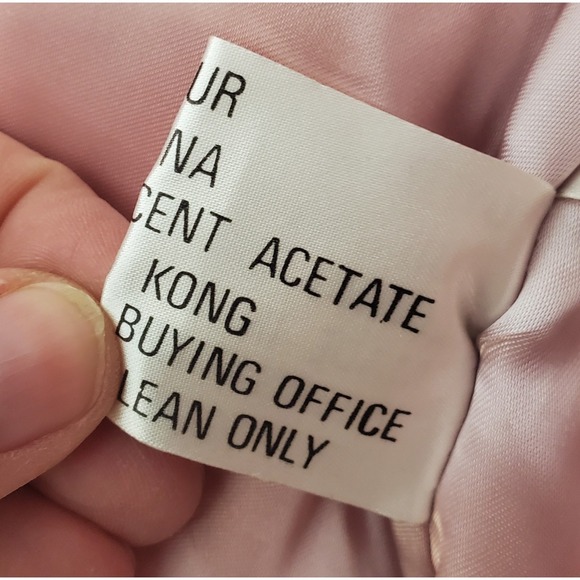 UR
NA
CENT ACETATE
KONG
BUYING OFFICE
LEAN ONLY